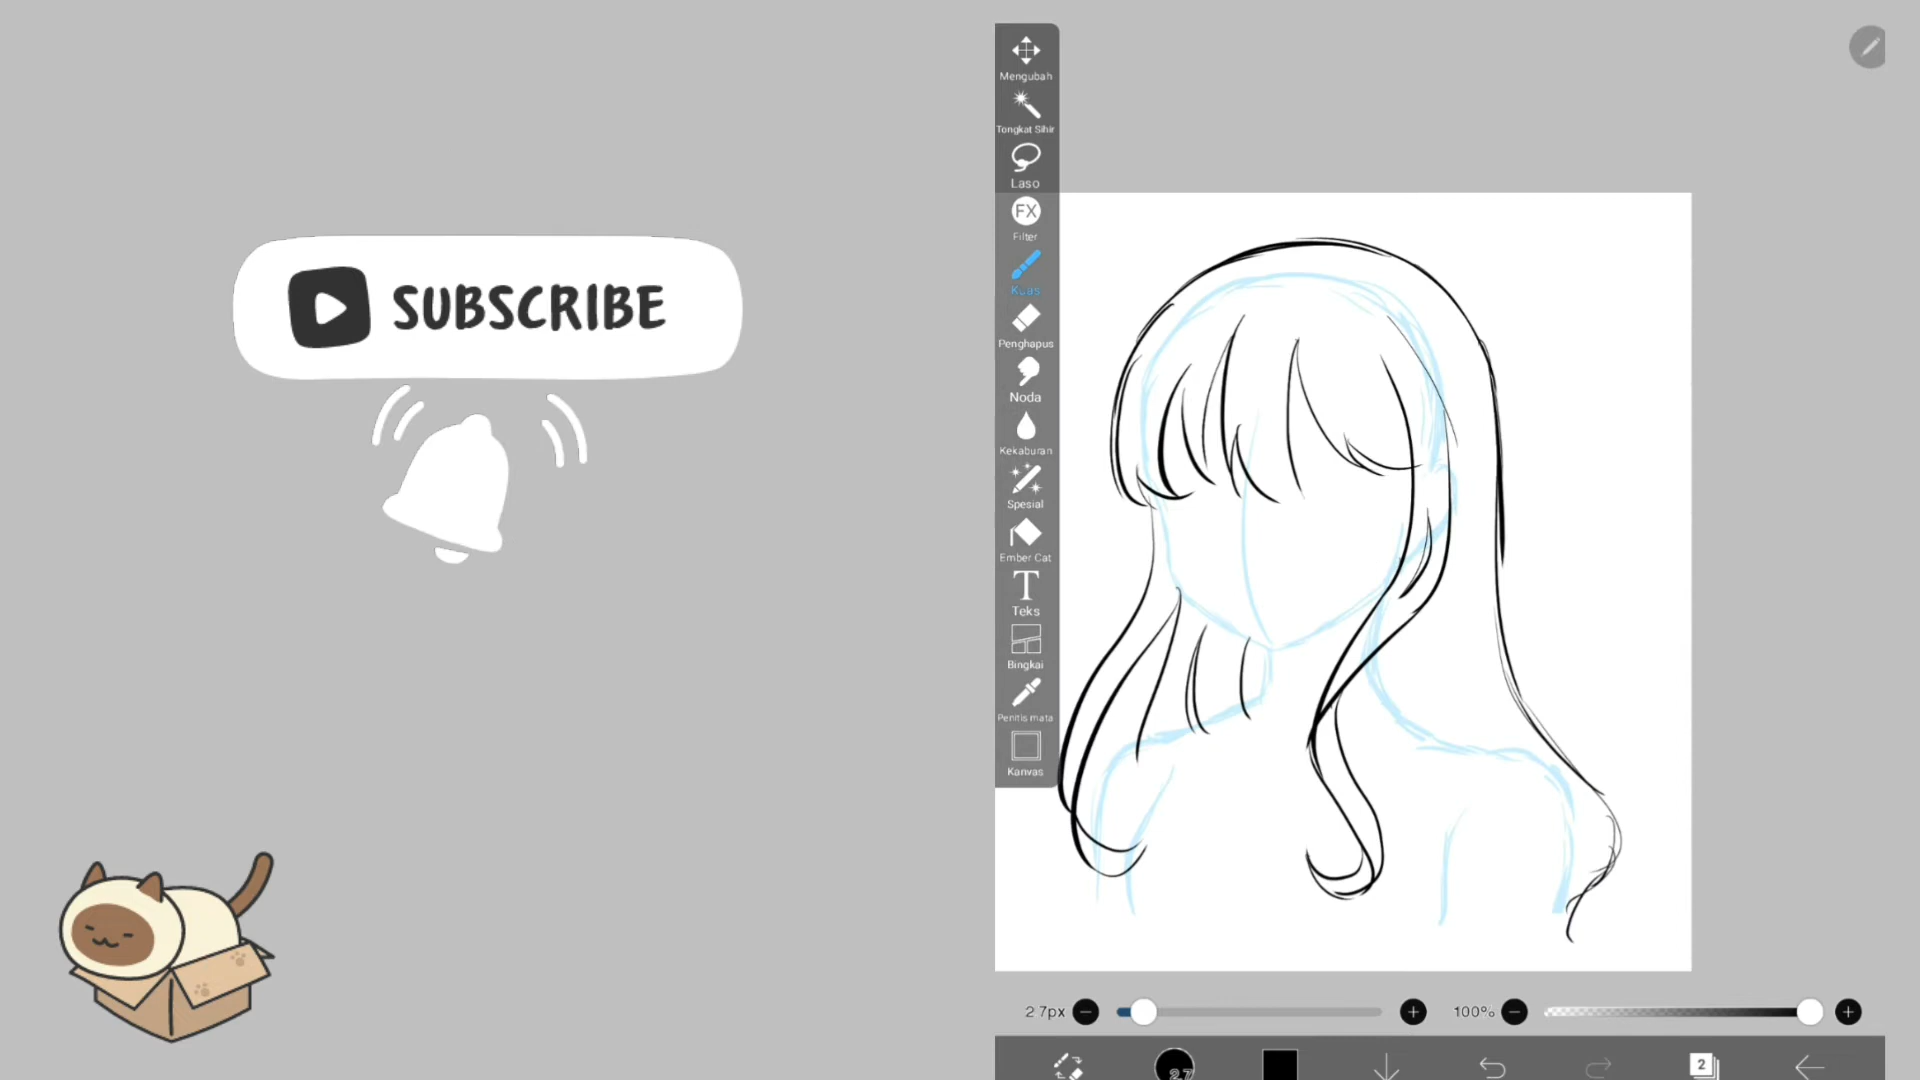 SUBSCRIBE
Mengubah
Tongkat Sihir
Laso
FX
Filter
Kuas
Penghapus
Noda
Kekaburan
Spesial
Ember Cat
T
Teks
Bingkai
Penitis mata
Kanvas
2 7px
100%
27
2